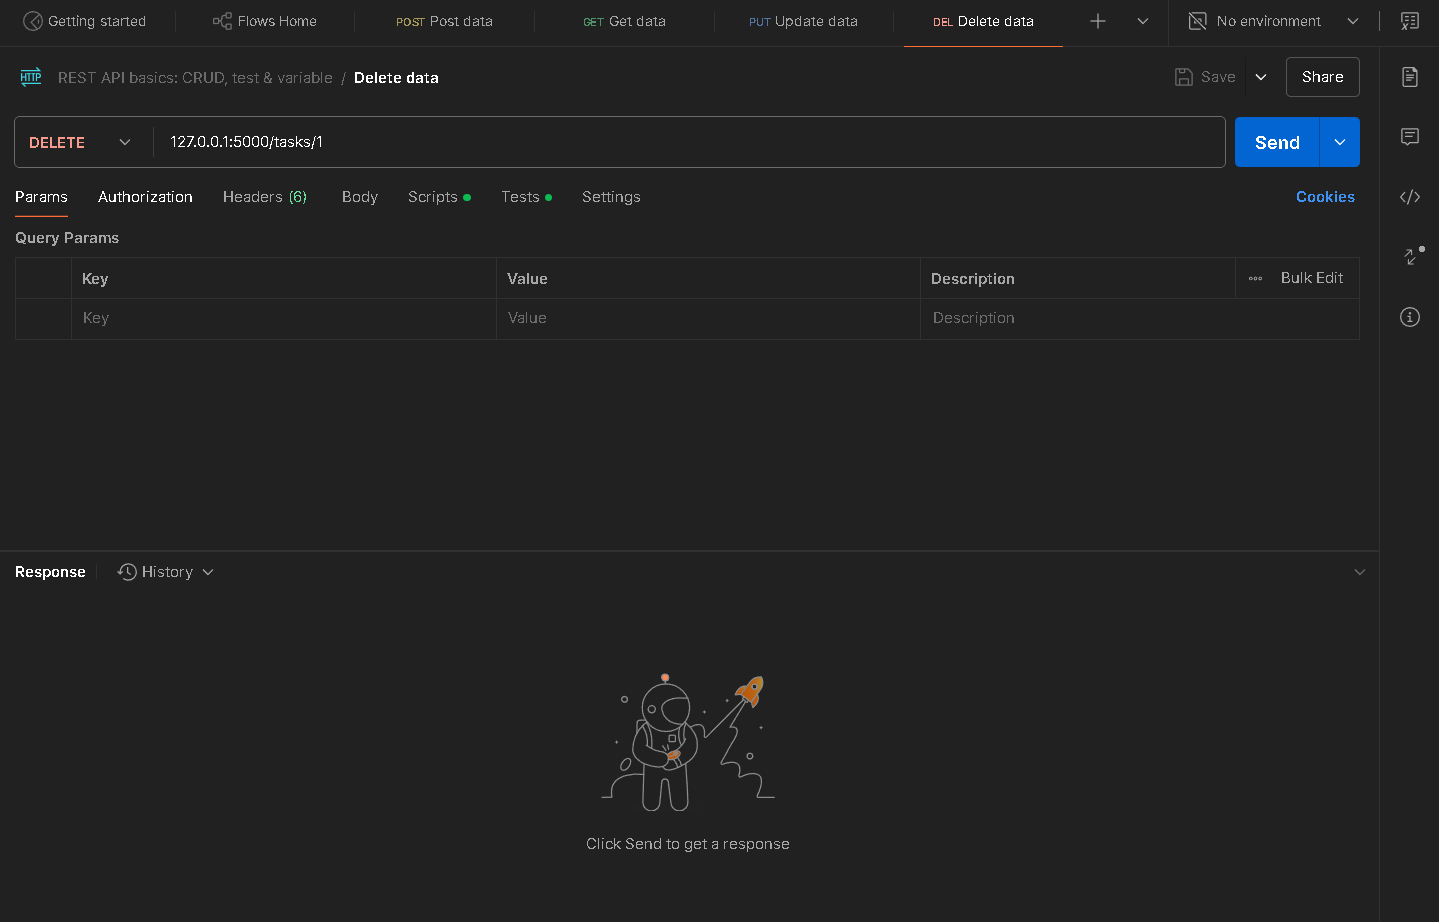 Getting started Flows Home POST Post data GET Get data PUT Update data DEL Delete data No environment
HTTP REST API basics: CRUD, test & variable / Delete data Save Share
DELETE 127.0.0.1:5000/tasks/1 Send
Params Authorization Headers (6) Body Scripts Tests Settings Cookies
Query Params
Key Value Description Bulk Edit
Key Value Description
Response History
Click Send to get a response